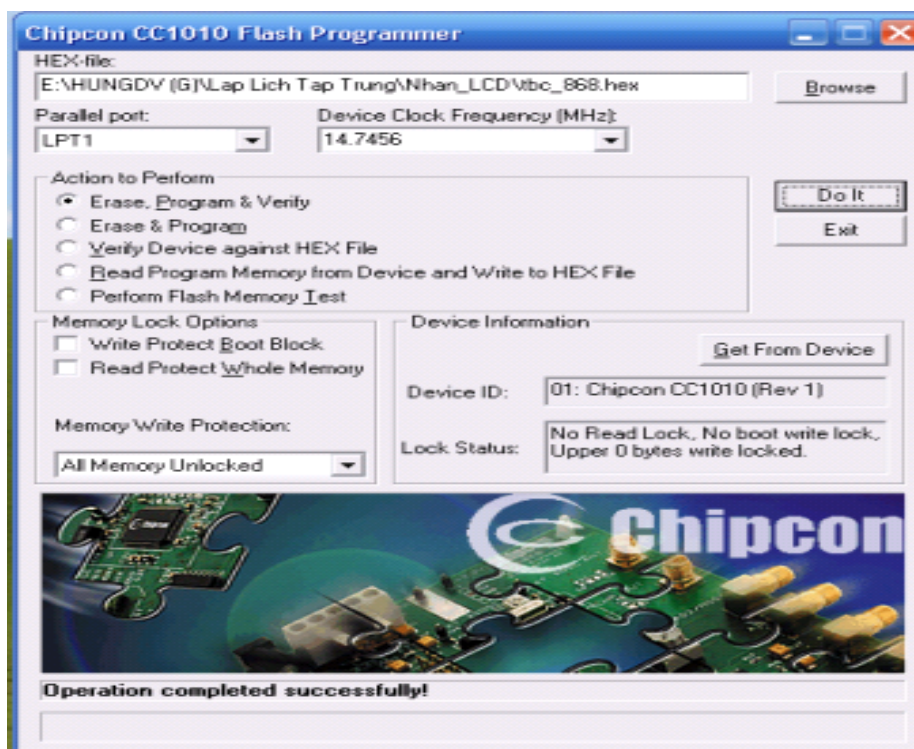 Chipcon CC1010 Flash Programmer
HEX-file:
E:\HUNGDV (G)\Lap Lich Tap Trung\Nhan_LCD\tbc_868.hex
Browse
Parallel port:
Device Clock Frequency (MHz):
LPT1
14.7456
Action to Perform
Erase, Program & Verify
Erase & Program
Verify Device against HEX File
Read Program Memory from Device and Write to HEX File
Perform Flash Memory Test
Do It
Exit
Memory Lock Options
Write Protect Boot Block
Read Protect Whole Memory
Memory Write Protection:
All Memory Unlocked
Device Information
Get From Device
Device ID:
01: Chipcon CC1010 (Rev 1)
Lock Status:
No Read Lock, No boot write lock,
Upper 0 bytes write locked.
Chipcon
Chipcon
Operation completed successfully!